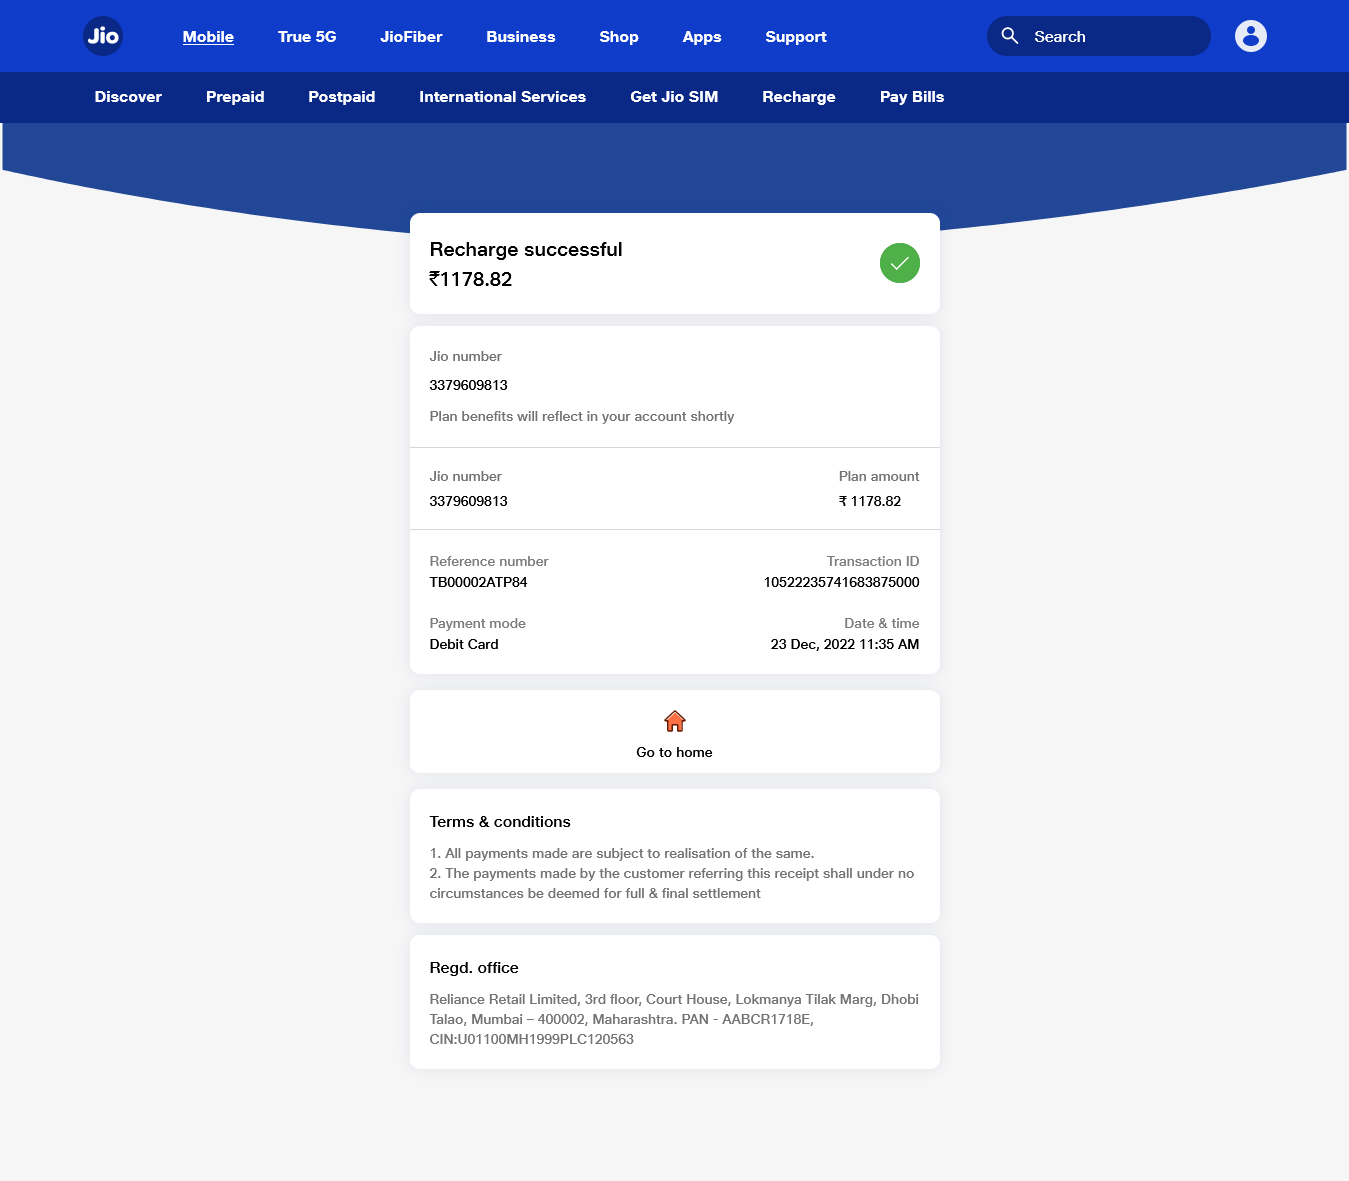 Jio
Mobile True 5G JioFiber Business Shop Apps Support Search
Discover Prepaid Postpaid International Services Get Jio SIM Recharge Pay Bills
Recharge successful
₹1178.82
Jio number
3379609813
Plan benefits will reflect in your account shortly
Jio number Plan amount
3379609813 ₹ 1178.82
Reference number Transaction ID
TB00002ATP84 10522235741683875000
Payment mode Date & time
Debit Card 23 Dec, 2022 11:35 AM
Go to home
Terms & conditions
1. All payments made are subject to realisation of the same.
2. The payments made by the customer referring this receipt shall under no
circumstances be deemed for full & final settlement
Regd. office
Reliance Retail Limited, 3rd floor, Court House, Lokmanya Tilak Marg, Dhobi
Talao, Mumbai – 400002, Maharashtra. PAN - AABCR1718E,
CIN:U01100MH1999PLC120563